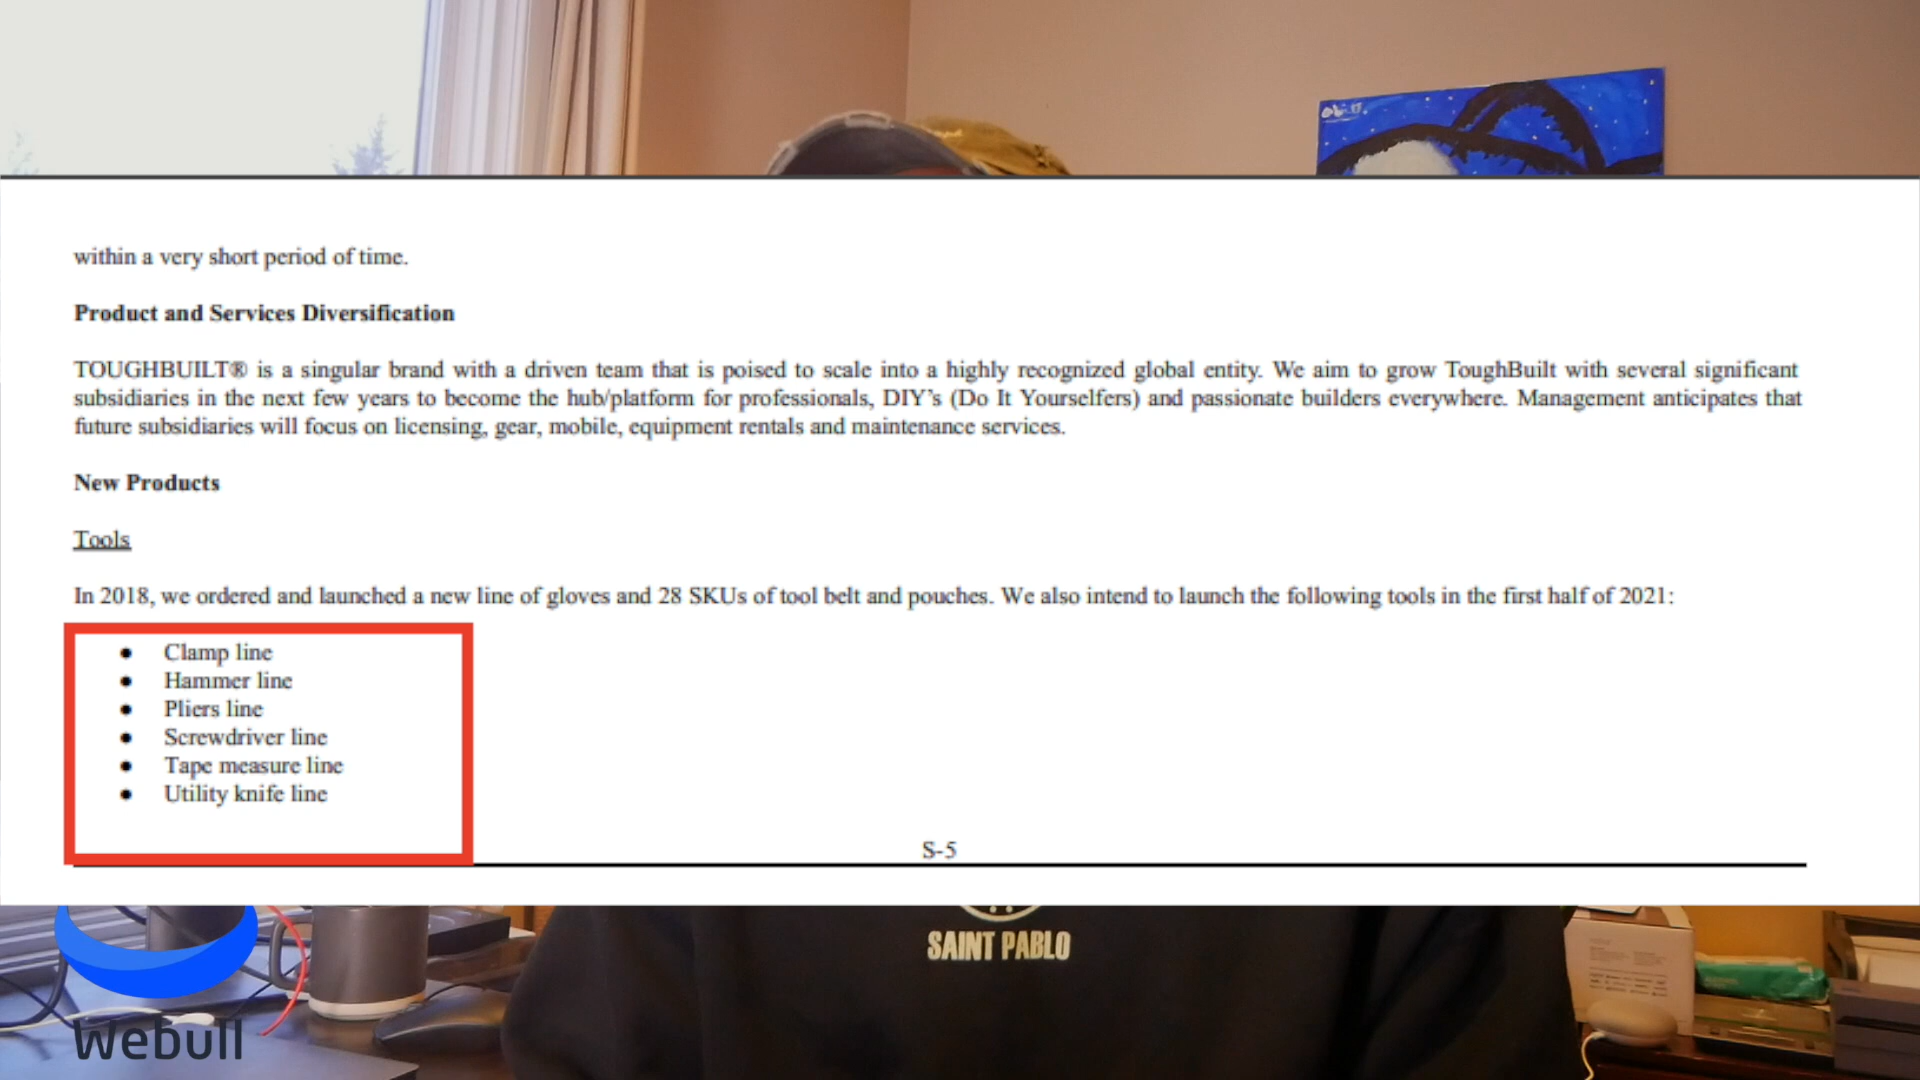 within a very short period of time.
Product and Services Diversification
TOUGHBUILT® is a singular brand with a driven team that is poised to scale into a highly recognized global entity. We aim to grow ToughBuilt with several significant
subsidiaries in the next few years to become the hub/platform for professionals, DIY’s (Do It Yourselfers) and passionate builders everywhere. Management anticipates that
future subsidiaries will focus on licensing, gear, mobile, equipment rentals and maintenance services.
New Products
Tools
In 2018, we ordered and launched a new line of gloves and 28 SKUs of tool belt and pouches. We also intend to launch the following tools in the first half of 2021:
● Clamp line
● Hammer line
● Pliers line
● Screwdriver line
● Tape measure line
● Utility knife line
S-5
SAINT PABLO
Webull